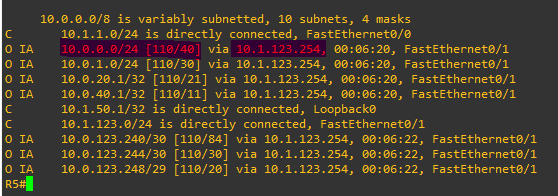 10.0.0.0/8 is variably subnetted, 10 subnets, 4 masks
C 10.1.1.0/24 is directly connected, FastEthernet0/0
O IA 10.0.0.0/24 [110/40] via 10.1.123.254, 00:06:20, FastEthernet0/1
O IA 10.0.1.0/24 [110/30] via 10.1.123.254, 00:06:20, FastEthernet0/1
O IA 10.0.20.1/32 [110/21] via 10.1.123.254, 00:06:20, FastEthernet0/1
O IA 10.0.40.1/32 [110/11] via 10.1.123.254, 00:06:20, FastEthernet0/1
C 10.1.50.1/32 is directly connected, Loopback0
C 10.1.123.0/24 is directly connected, FastEthernet0/1
O IA 10.0.123.240/30 [110/84] via 10.1.123.254, 00:06:22, FastEthernet0/1
O IA 10.0.123.244/30 [110/30] via 10.1.123.254, 00:06:22, FastEthernet0/1
O IA 10.0.123.248/29 [110/20] via 10.1.123.254, 00:06:22, FastEthernet0/1
R5#